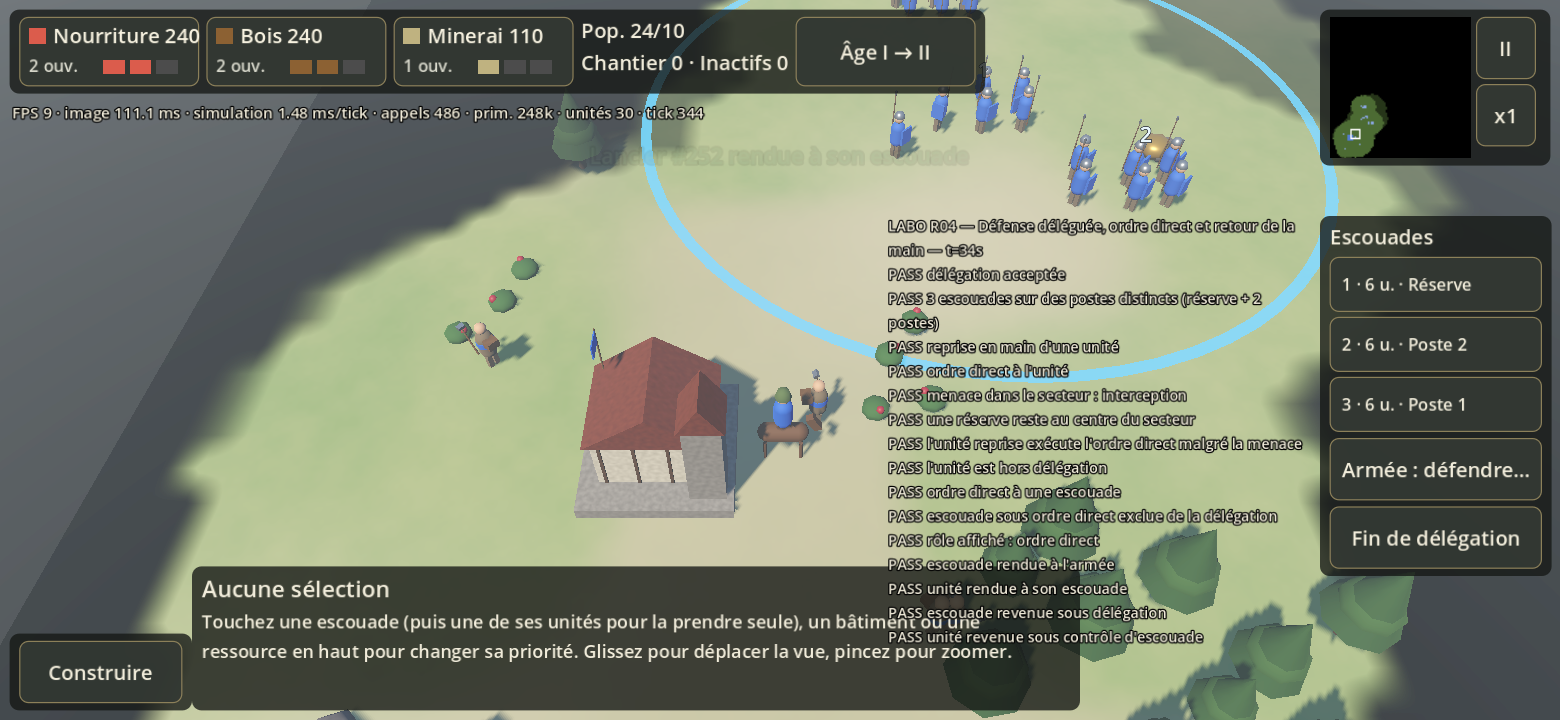 Nourriture 240
2 ouv.
Bois 240
2 ouv.
Minerai 110
1 ouv.
Pop. 24/10
Chantier 0 · Inactifs 0
Âge I → II
II
x1
FPS 9 · image 111.1 ms · simulation 1.48 ms/tick · appels 486 · prim. 248k · unités 30 · tick 344
#252 rendue à son escouade
2
LABO R04 — Défense déléguée, ordre direct et retour de la
main — t=34s
PASS délégation acceptée
PASS 3 escouades sur des postes distincts (réserve + 2
postes)
PASS reprise en main d'une unité
PASS ordre direct à l'unité
PASS menace dans le secteur : interception
PASS une réserve reste au centre du secteur
PASS l'unité reprise exécute l'ordre direct malgré la menace
PASS l'unité est hors délégation
PASS ordre direct à une escouade
PASS escouade sous ordre direct exclue de la délégation
PASS rôle affiché : ordre direct
PASS escouade rendue à l'armée
PASS unité rendue à son escouade
PASS escouade revenue sous délégation
PASS unité revenue sous contrôle d'escouade
Escouades
1 · 6 u. · Réserve
2 · 6 u. · Poste 2
3 · 6 u. · Poste 1
Armée : défendre...
Fin de délégation
Aucune sélection
Touchez une escouade (puis une de ses unités pour la prendre seule), un bâtiment ou une
ressource en haut pour changer sa priorité. Glissez pour déplacer la vue, pincez pour zoomer.
Construire